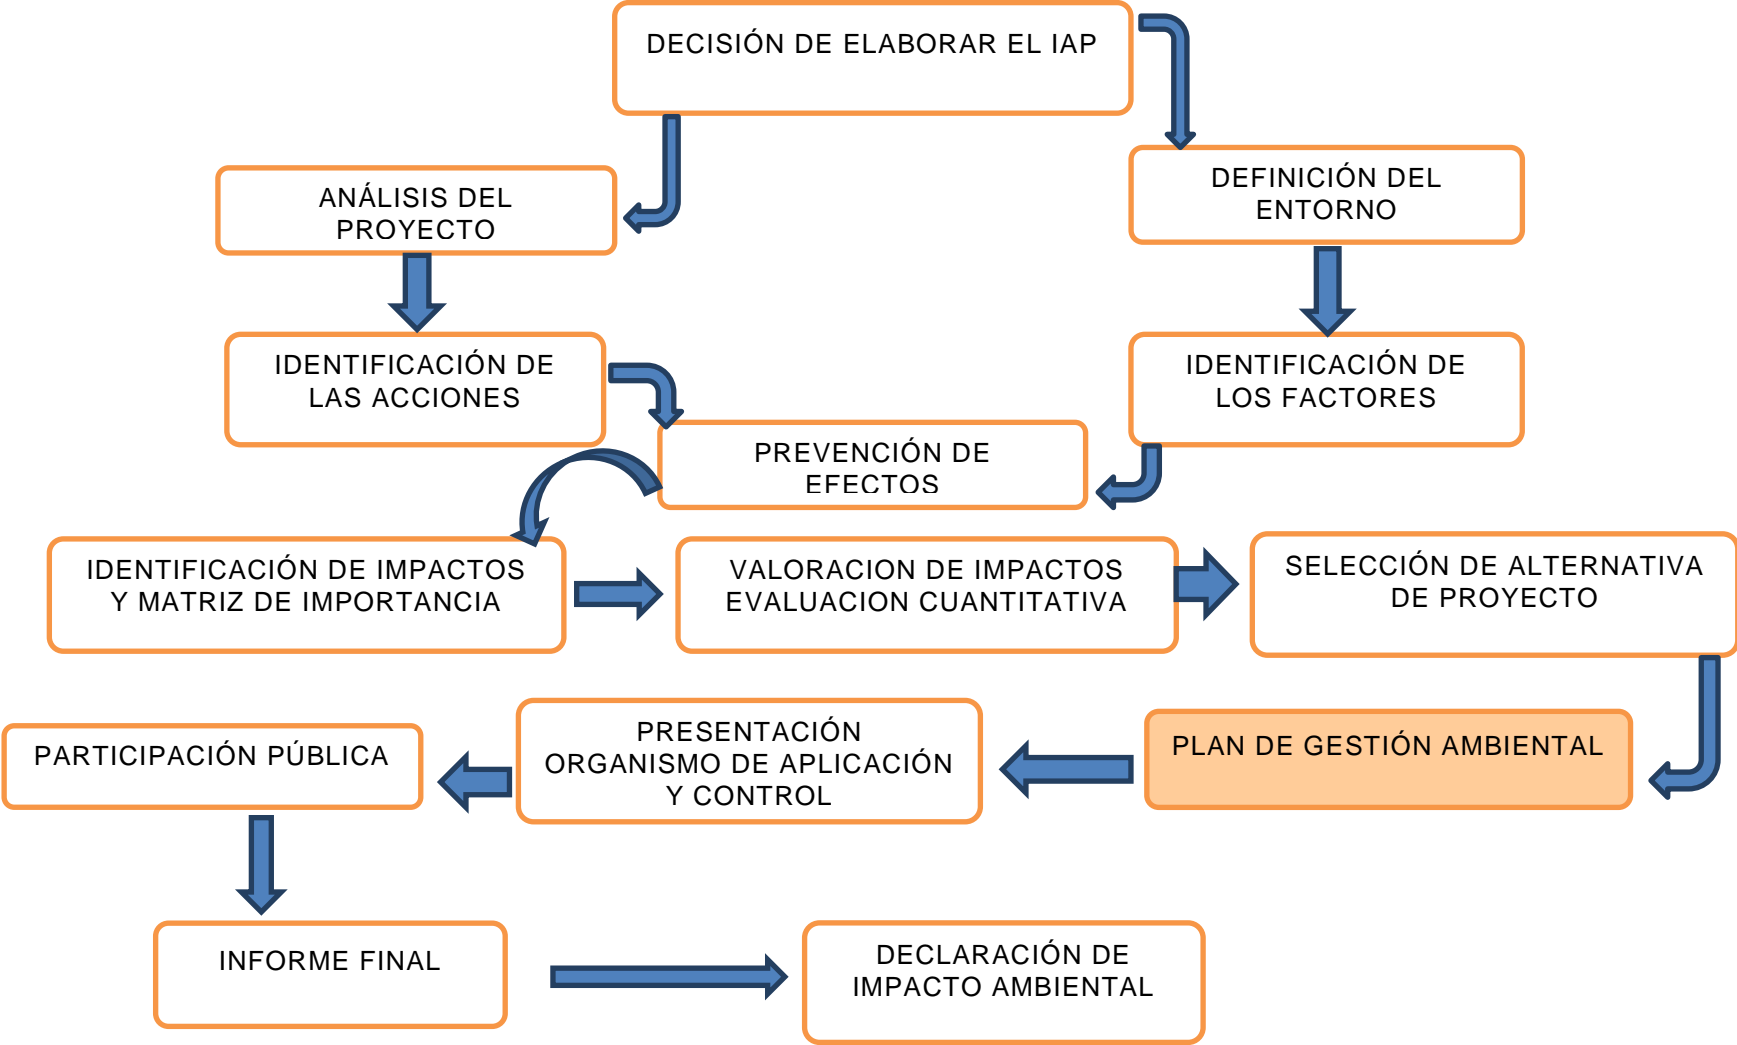 DECISIÓN DE ELABORAR EL IAP
ANÁLISIS DEL
PROYECTO
DEFINICIÓN DEL
ENTORNO
IDENTIFICACIÓN DE
LAS ACCIONES
IDENTIFICACIÓN DE
LOS FACTORES
PREVENCIÓN DE
EFECTOS
IDENTIFICACIÓN DE IMPACTOS
Y MATRIZ DE IMPORTANCIA
VALORACION DE IMPACTOS
EVALUACION CUANTITATIVA
SELECCIÓN DE ALTERNATIVA
DE PROYECTO
PLAN DE GESTIÓN AMBIENTAL
PRESENTACIÓN
ORGANISMO DE APLICACIÓN
Y CONTROL
PARTICIPACIÓN PÚBLICA
INFORME FINAL
DECLARACIÓN DE
IMPACTO AMBIENTAL